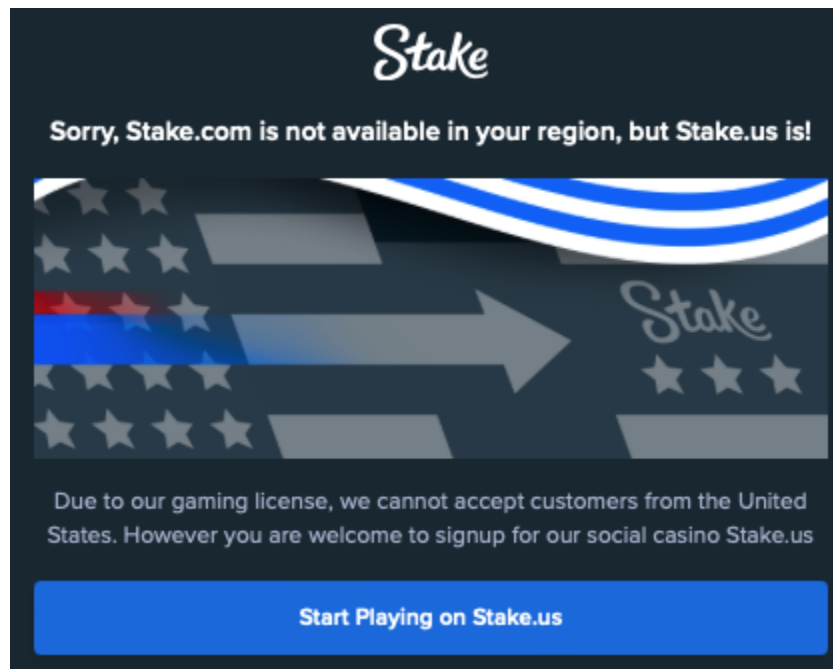 Stake
Sorry, Stake.com is not available in your region, but Stake.us is!
Stake
Due to our gaming license, we cannot accept customers from the United
States. However you are welcome to signup for our social casino Stake.us
Start Playing on Stake.us